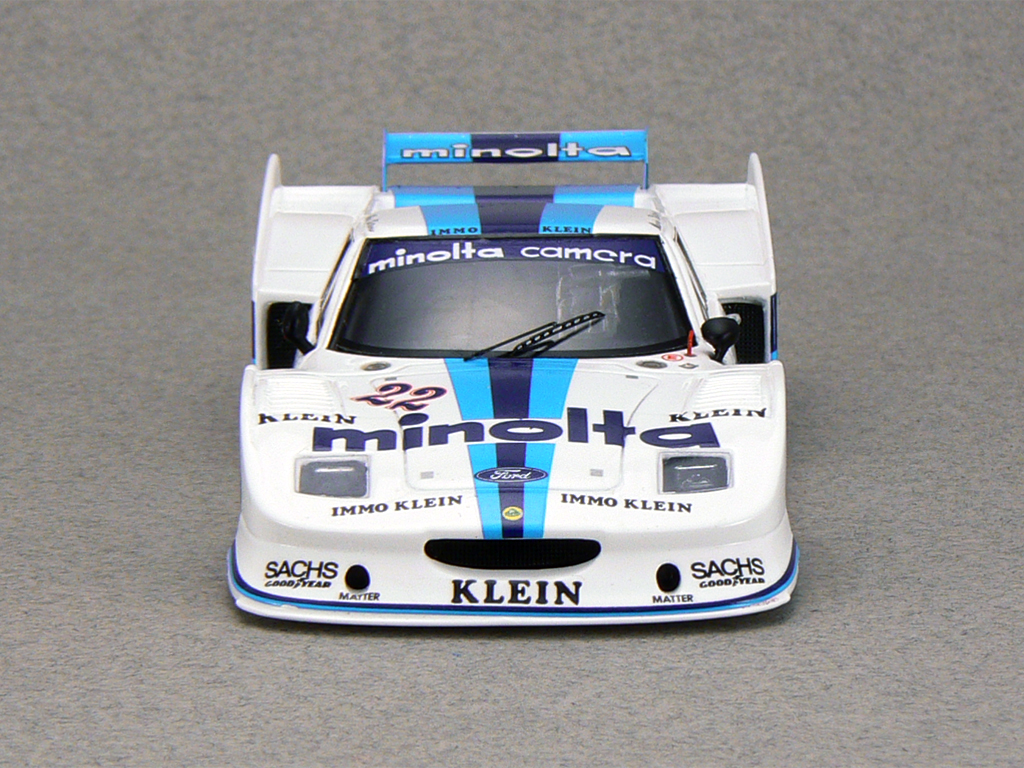 minolta
IMMO KLEIN
minolta camera
22
KLEIN KLEIN
minolta
Ford
IMMO KLEIN IMMO KLEIN
SACHS SACHS
GOODYEAR GOODYEAR
KLEIN
MATTER MATTER